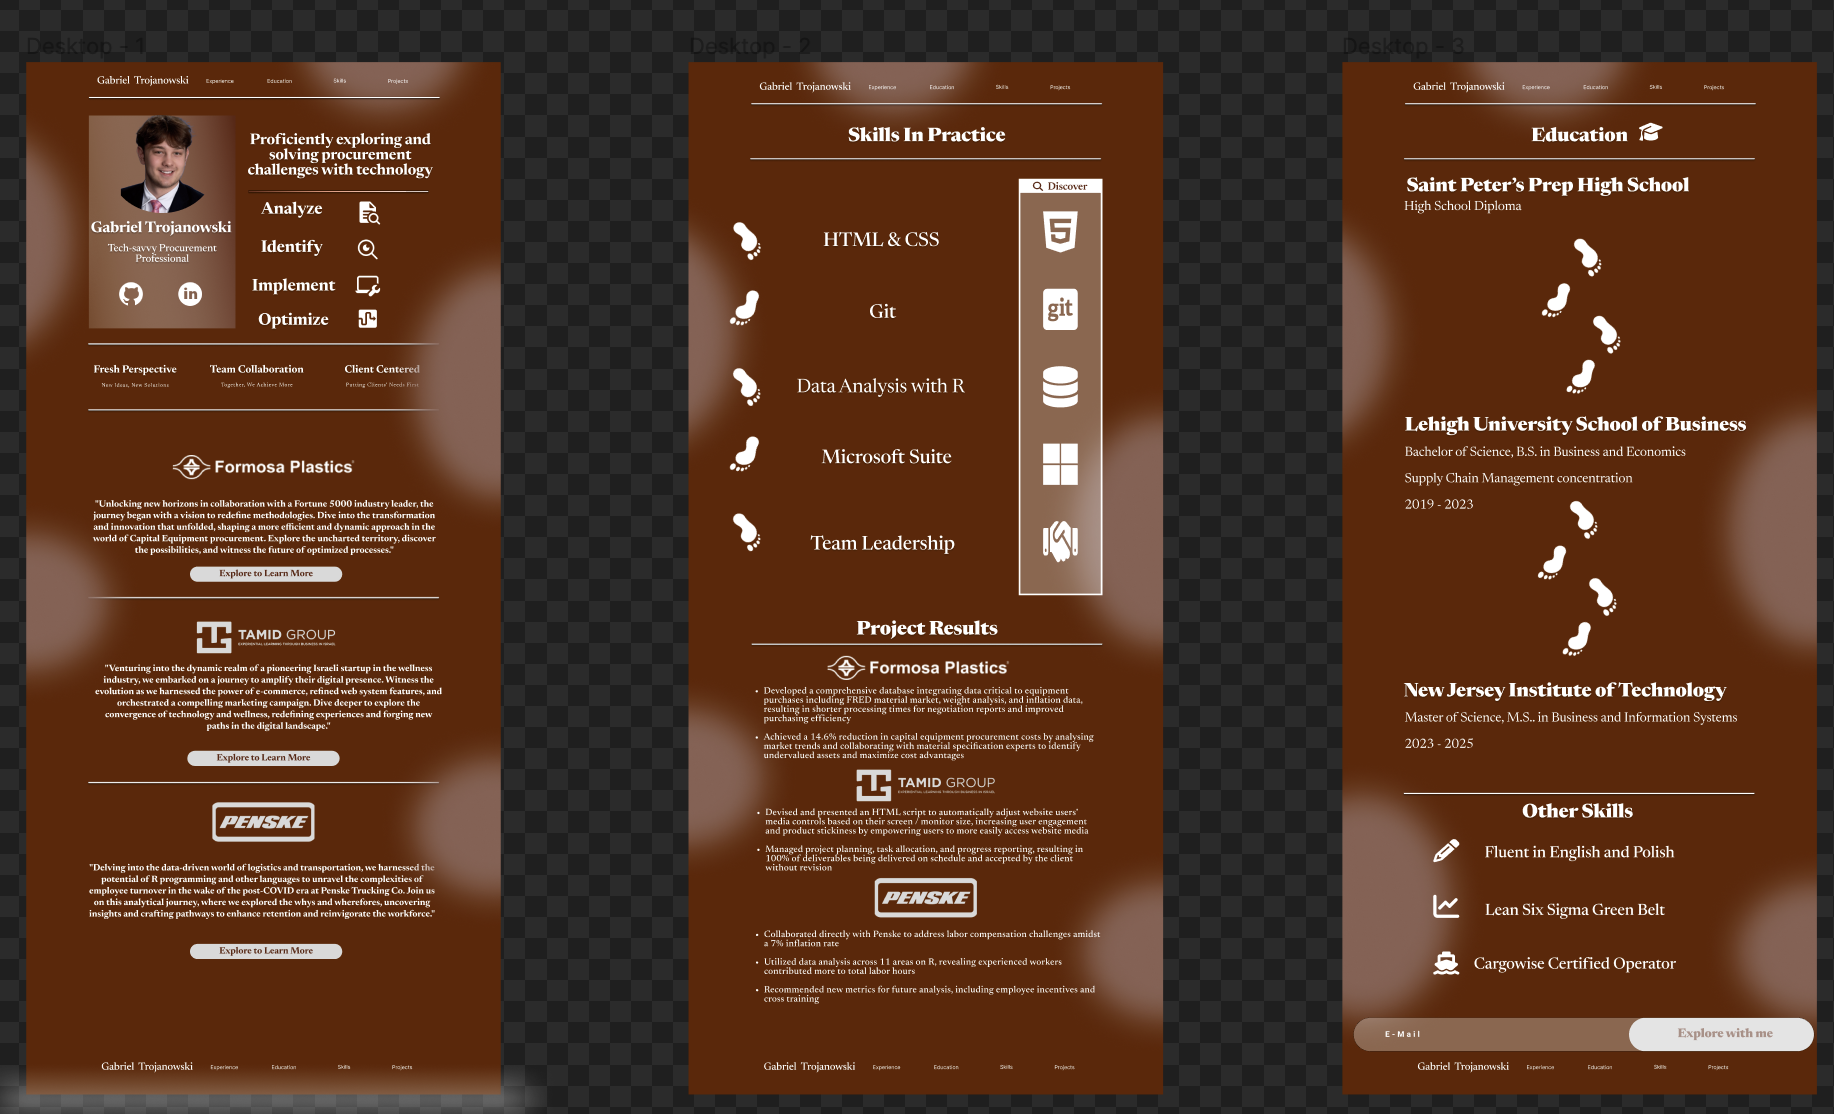 Desktop - 1
Gabriel Trojanowski Experience Education Skills Projects
Proficiently exploring and
solving procurement
challenges with technology
Gabriel Trojanowski
Tech-savvy Procurement
Professional
in
Analyze
Identify
Implement
Optimize
Fresh Perspective Team Collaboration Client Centered
New Ideas, New Solutions Together, We Achieve More Putting Clients' Needs First
Formosa Plastics
"Unlocking new horizons in collaboration with a Fortune 5000 industry leader, the
journey began with a vision to redefine methodologies. Dive into the transformation
and innovation that unfolded, shaping a more efficient and dynamic approach in the
world of Capital Equipment procurement. Explore the uncharted territory, discover
the possibilities, and witness the future of optimized processes."
Explore to Learn More
TAMID GROUP
EXPERIENTIAL LEARNING THROUGH BUSINESS IN ISRAEL
"Venturing into the dynamic realm of a pioneering Israeli startup in the wellness
industry, we embarked on a journey to amplify their digital presence. Witness the
evolution as we harnessed the power of e-commerce, refined web system features, and
orchestrated a compelling marketing campaign. Dive deeper to explore the
convergence of technology and wellness, redefining experiences and forging new
paths in the digital landscape."
Explore to Learn More
PENSKE
"Delving into the data-driven world of logistics and transportation, we harnessed the
potential of R programming and other languages to unravel the complexities of
employee turnover in the wake of the post-COVID era at Penske Trucking Co. Join us
on this analytical journey, where we explored the whys and wherefores, uncovering
insights and crafting pathways to enhance retention and reinvigorate the workforce."
Explore to Learn More
Gabriel Trojanowski Experience Education Skills Projects
Desktop - 2
Gabriel Trojanowski Experience Education Skills Projects
Skills In Practice
Discover
HTML & CSS
5
Git
git
Data Analysis with R
Microsoft Suite
Team Leadership
Project Results
Formosa Plastics
• Developed a comprehensive database integrating data critical to equipment
purchases including FRED material market, weight analysis, and inflation data,
resulting in shorter processing times for negotiation reports and improved
purchasing efficiency
• Achieved a 14.6% reduction in capital equipment procurement costs by analysing
market trends and collaborating with material specification experts to identify
undervalued assets and maximize cost advantages
TAMID GROUP
EXPERIENTIAL LEARNING THROUGH BUSINESS IN ISRAEL
• Devised and presented an HTML script to automatically adjust website users'
media controls based on their screen / monitor size, increasing user engagement
and product stickiness by empowering users to more easily access website media
• Managed project planning, task allocation, and progress reporting, resulting in
100% of deliverables being delivered on schedule and accepted by the client
without revision
PENSKE
• Collaborated directly with Penske to address labor compensation challenges amidst
a 7% inflation rate
• Utilized data analysis across 11 areas on R, revealing experienced workers
contributed more to total labor hours
• Recommended new metrics for future analysis, including employee incentives and
cross training
Gabriel Trojanowski Experience Education Skills Projects
Desktop - 3
Gabriel Trojanowski Experience Education Skills Projects
Education
Saint Peter's Prep High School
High School Diploma
Lehigh University School of Business
Bachelor of Science, B.S. in Business and Economics
Supply Chain Management concentration
2019 - 2023
New Jersey Institute of Technology
Master of Science, M.S.. in Business and Information Systems
2023 - 2025
Other Skills
Fluent in English and Polish
Lean Six Sigma Green Belt
Cargowise Certified Operator
E-Mail Explore with me
Gabriel Trojanowski Experience Education Skills Projects